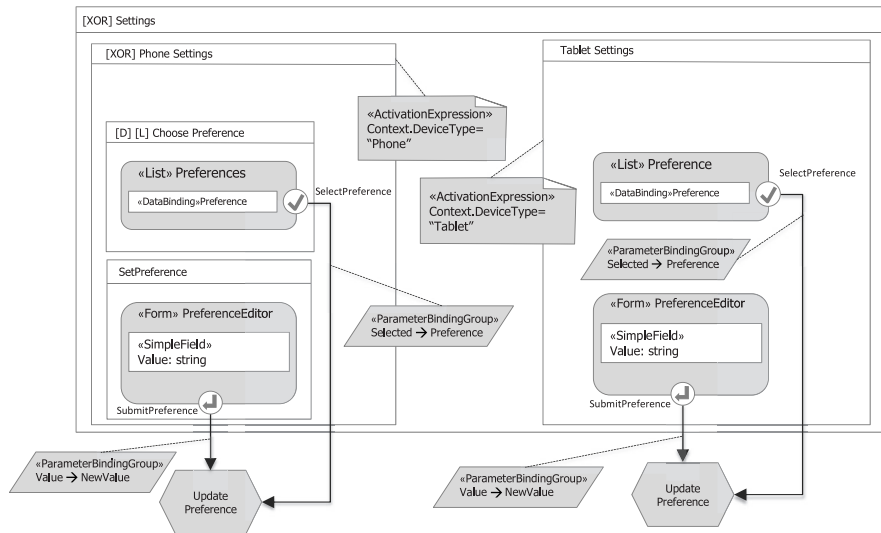 [XOR] Settings
[XOR] Phone Settings
[D] [L] Choose Preference
«List» Preferences
«DataBinding»Preference
SelectPreference
SetPreference
«Form» PreferenceEditor
«SimpleField»
Value: string
SubmitPreference
«ParameterBindingGroup»
Value → NewValue
Update
Preference
«ParameterBindingGroup»
Selected → Preference
«ActivationExpression»
Context.DeviceType=
“Phone”
«ActivationExpression»
Context.DeviceType=
“Tablet”
Tablet Settings
«List» Preference
«DataBinding»Preference
SelectPreference
«ParameterBindingGroup»
Selected → Preference
«Form» PreferenceEditor
«SimpleField»
Value: string
SubmitPreference
«ParameterBindingGroup»
Value → NewValue
Update
Preference